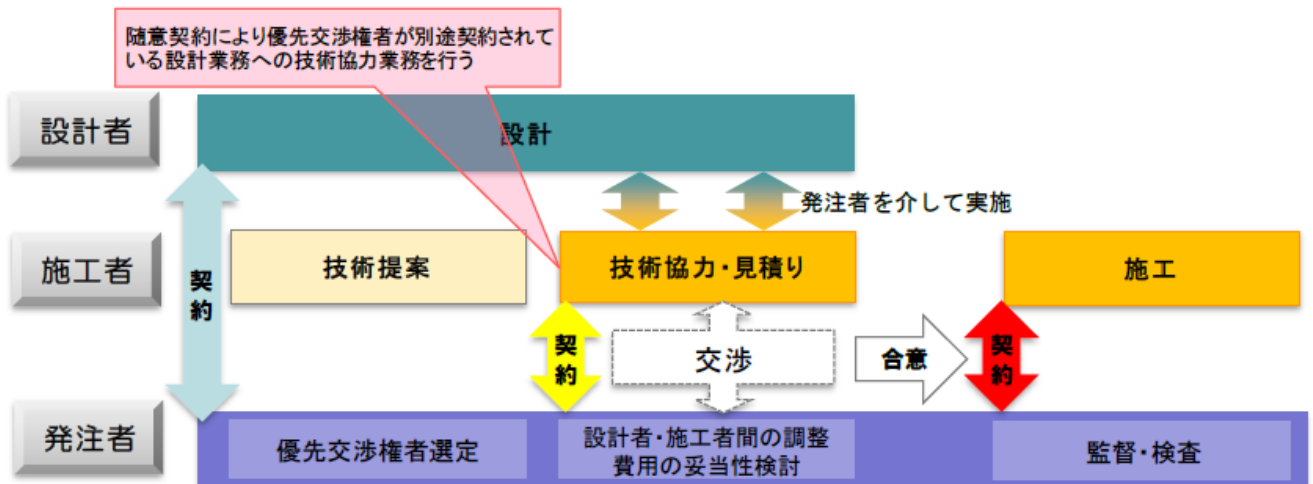 随意契約により優先交渉権者が別途契約されて
いる設計業務への技術協力業務を行う
設計者
設計
発注者を介して実施
施工者
契約
技術提案
技術協力・見積り
施工
契約
交渉
合意
契約
発注者
優先交渉権者選定
設計者・施工者間の調整
費用の妥当性検討
監督・検査